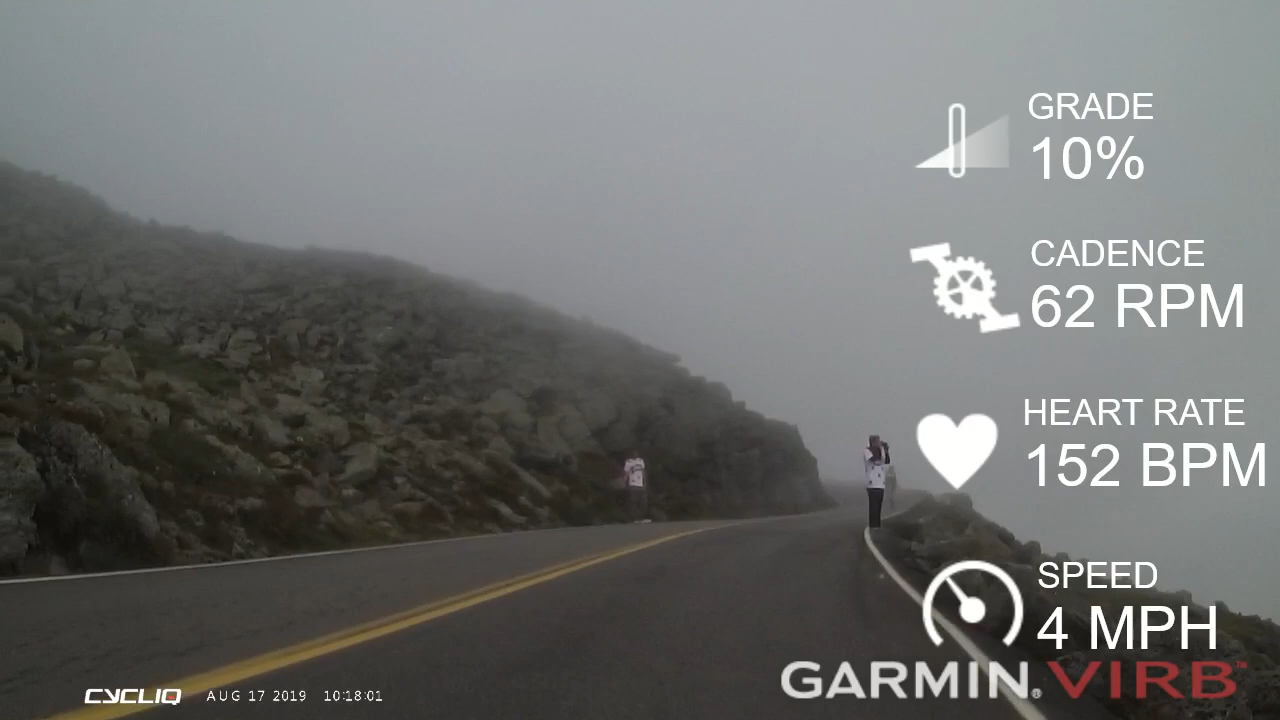 GRADE
10%
CADENCE
62 RPM
HEART RATE
152 BPM
SPEED
4 MPH
GARMIN® VIRB™
CYCLIQ AUG 17 2019 10:18:01